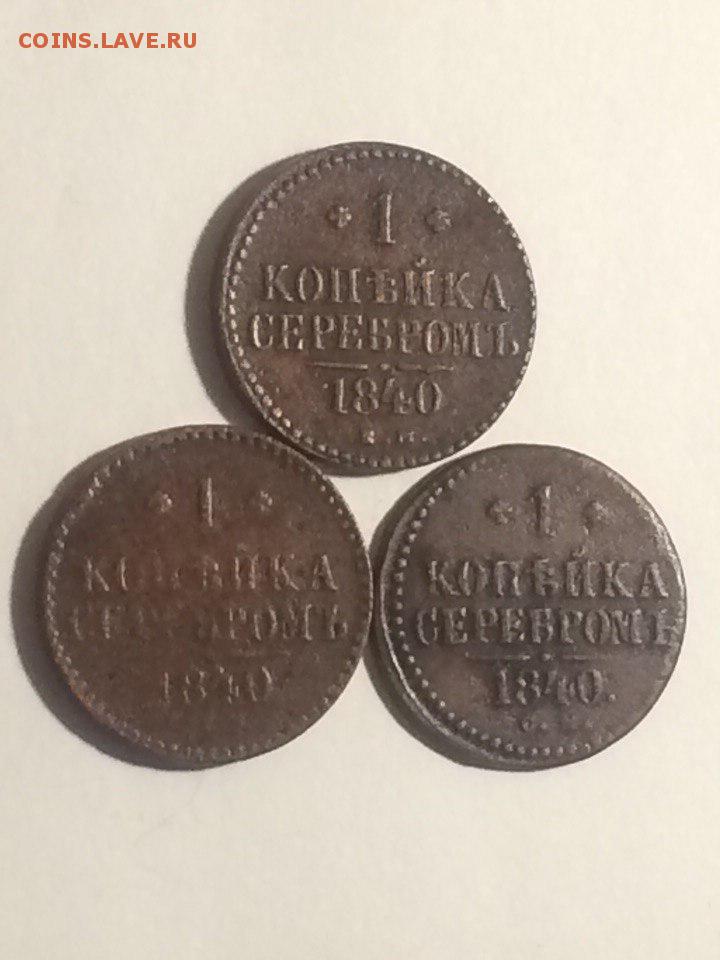 COINS.LAVE.RU
* 1 *
КОПѢЙКА
СЕРЕБРОМЪ
1840
* 1 *
КОПѢЙКА
СЕРЕБРОМЪ
1840
* 1 *
КОПѢЙКА
СЕРЕБРОМЪ
1840.